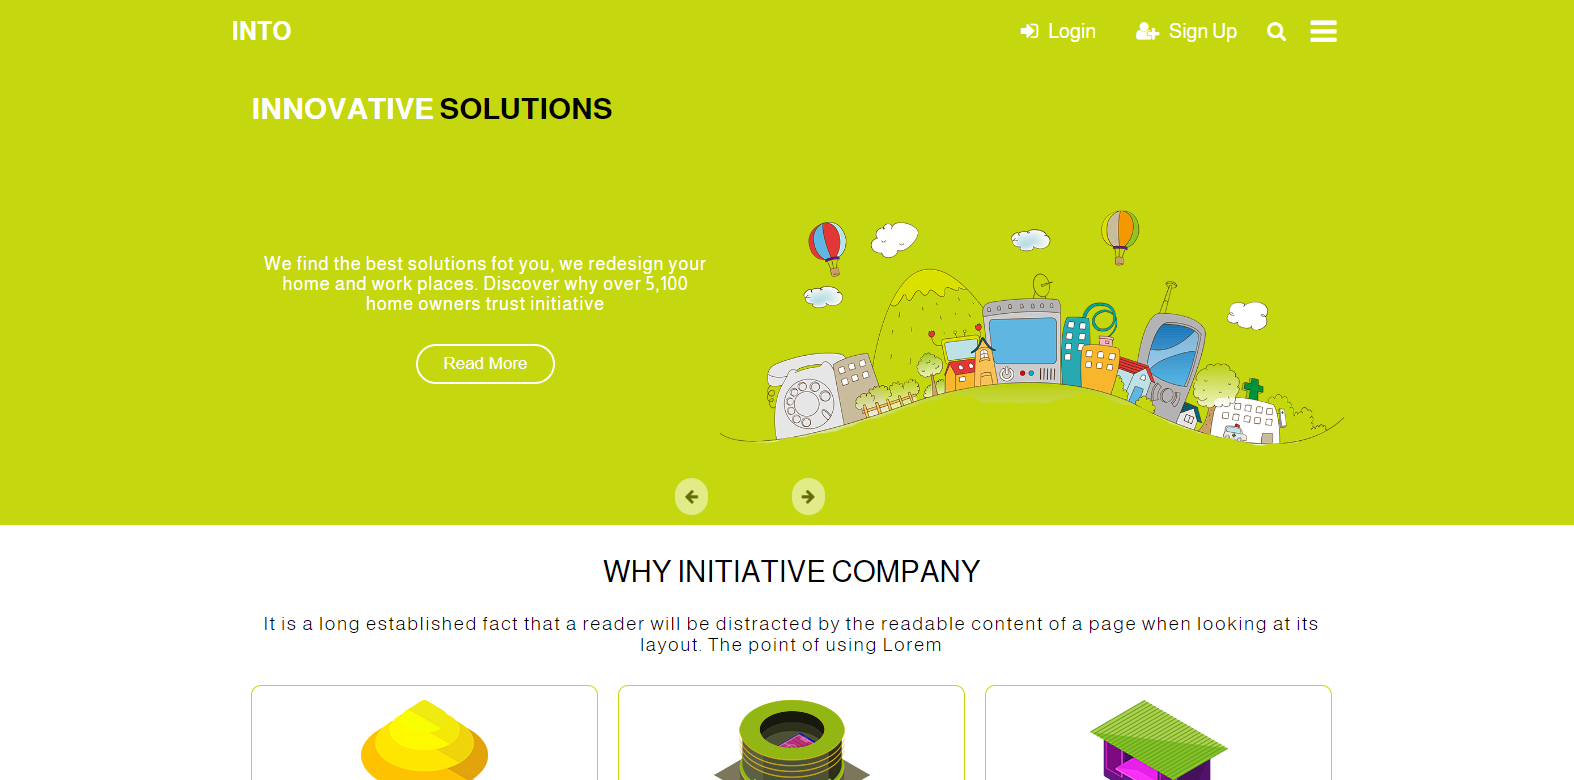 INTO
Login
Sign Up
INNOVATIVE SOLUTIONS
We find the best solutions fot you, we redesign your
home and work places. Discover why over 5,100
home owners trust initiative
Read More
WHY INITIATIVE COMPANY
It is a long established fact that a reader will be distracted by the readable content of a page when looking at its
layout. The point of using Lorem